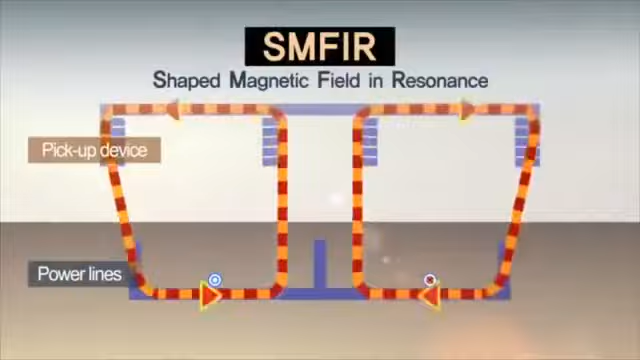 SMFIR
Shaped Magnetic Field in Resonance
Pick-up device
Power lines